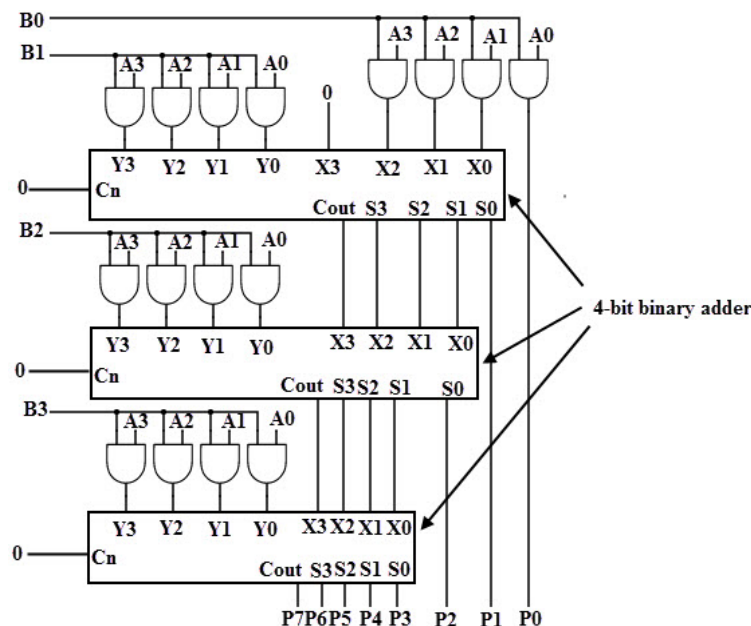 B0
A3 A2 A1 A0
B1
A3 A2 A1 A0
0
Y3 Y2 Y1 Y0 X3 X2 X1 X0
0 Cn
Cout S3 S2 S1 S0
B2
A3 A2 A1 A0
4-bit binary adder
Y3 Y2 Y1 Y0 X3 X2 X1 X0
0 Cn
Cout S3 S2 S1 S0
B3
A3 A2 A1 A0
Y3 Y2 Y1 Y0 X3 X2 X1 X0
0 Cn
Cout S3 S2 S1 S0
P7 P6 P5 P4 P3 P2 P1 P0